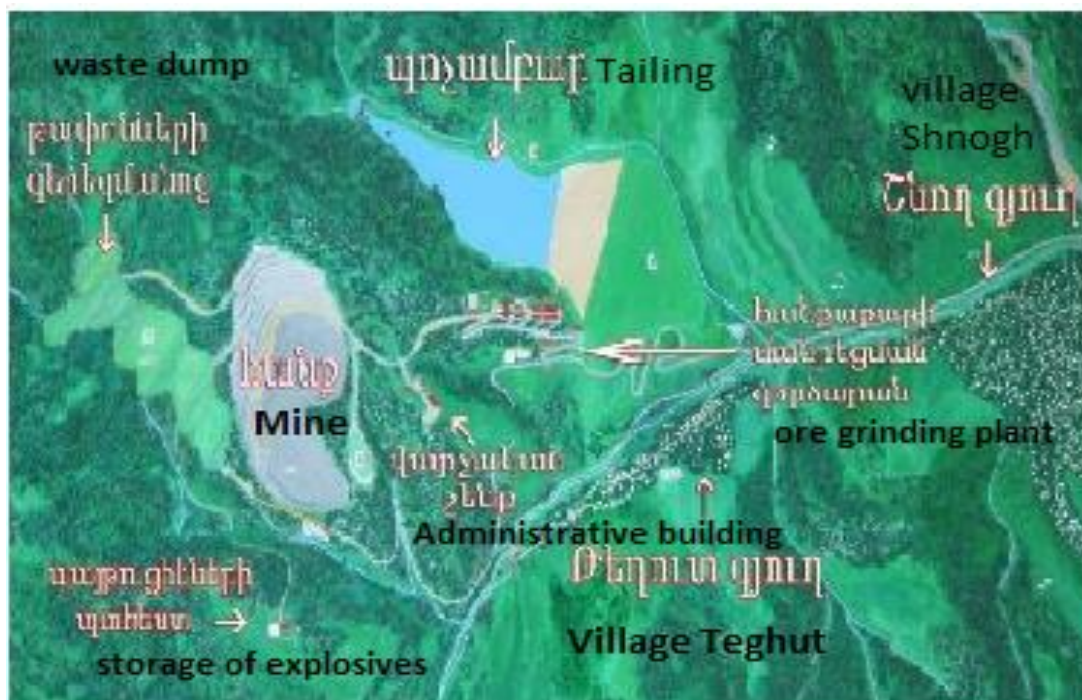 waste dump
թափոնների
պոչամբար Tailing
village
Shnogh
Շնող գյուղ
հանք
Mine
հանքաքարի
մանրեցման
գործարան
ore grinding plant
վարչական
շենք
Administrative building
Թեղուտ գյուղ
Village Teghut
պահեստ
storage of explosives